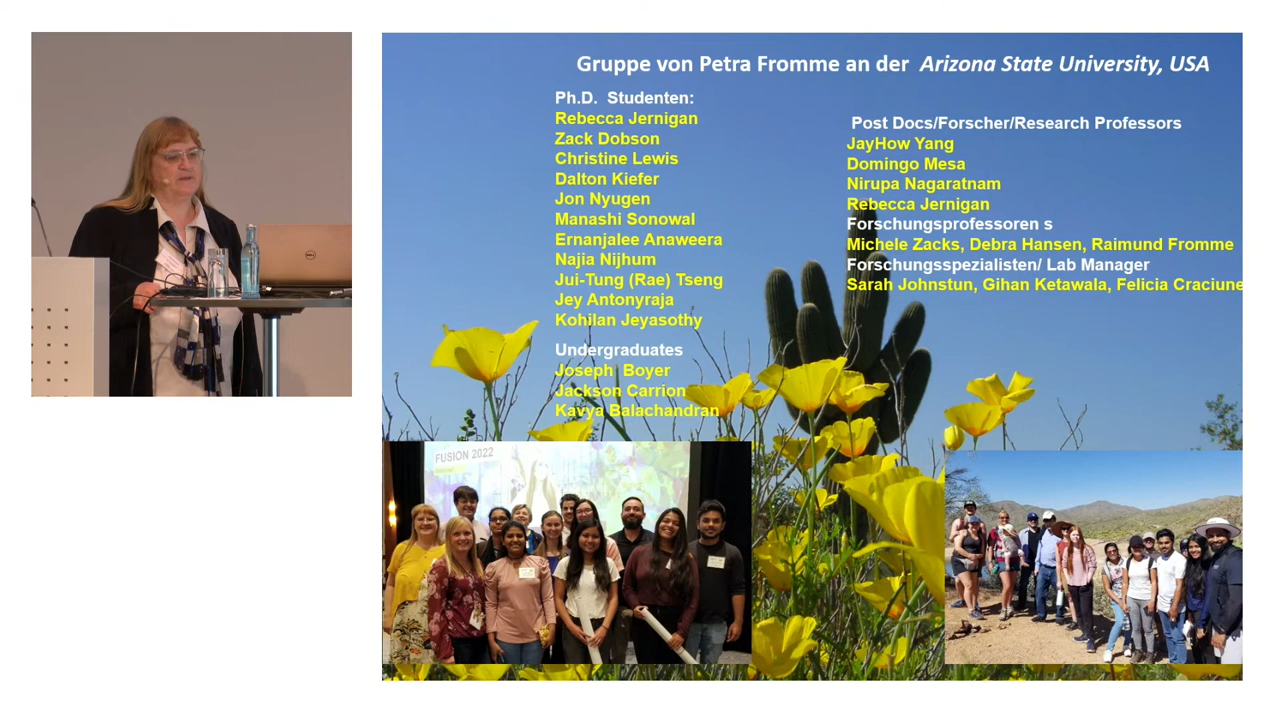 Gruppe von Petra Fromme an der Arizona State University, USA
Ph.D. Studenten:
Rebecca Jernigan
Zack Dobson
Christine Lewis
Dalton Kiefer
Jon Nyugen
Manashi Sonowal
Ernanjalee Anaweera
Najia Nijhum
Jui-Tung (Rae) Tseng
Jey Antonyraja
Kohilan Jeyasothy
Undergraduates
Joseph Boyer
Jackson Carrion
Kavya Balachandran
Post Docs/Forscher/Research Professors
JayHow Yang
Domingo Mesa
Nirupa Nagaratnam
Rebecca Jernigan
Forschungsprofessoren s
Michele Zacks, Debra Hansen, Raimund Fromme
Forschungsspezialisten/ Lab Manager
Sarah Johnstun, Gihan Ketawala, Felicia Craciune
FUSION 2022